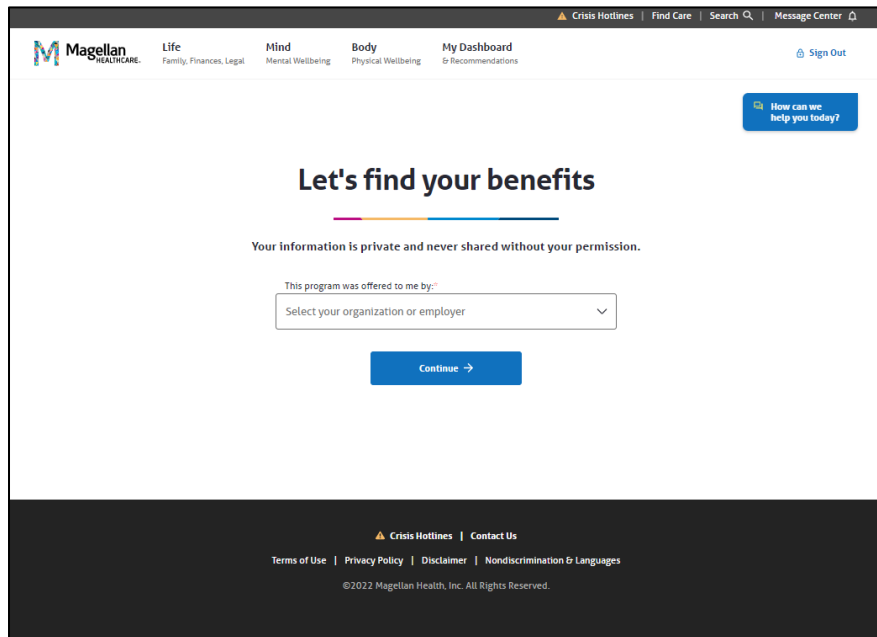 Crisis Hotlines | Find Care | Search | Message Center
Magellan HEALTHCARE.
Life
Family, Finances, Legal
Mind
Mental Wellbeing
Body
Physical Wellbeing
My Dashboard
& Recommendations
Sign Out
How can we
help you today?
Let's find your benefits
Your information is private and never shared without your permission.
This program was offered to me by:*
Select your organization or employer
Continue →
Crisis Hotlines | Contact Us
Terms of Use | Privacy Policy | Disclaimer | Nondiscrimination & Languages
©2022 Magellan Health, Inc. All Rights Reserved.